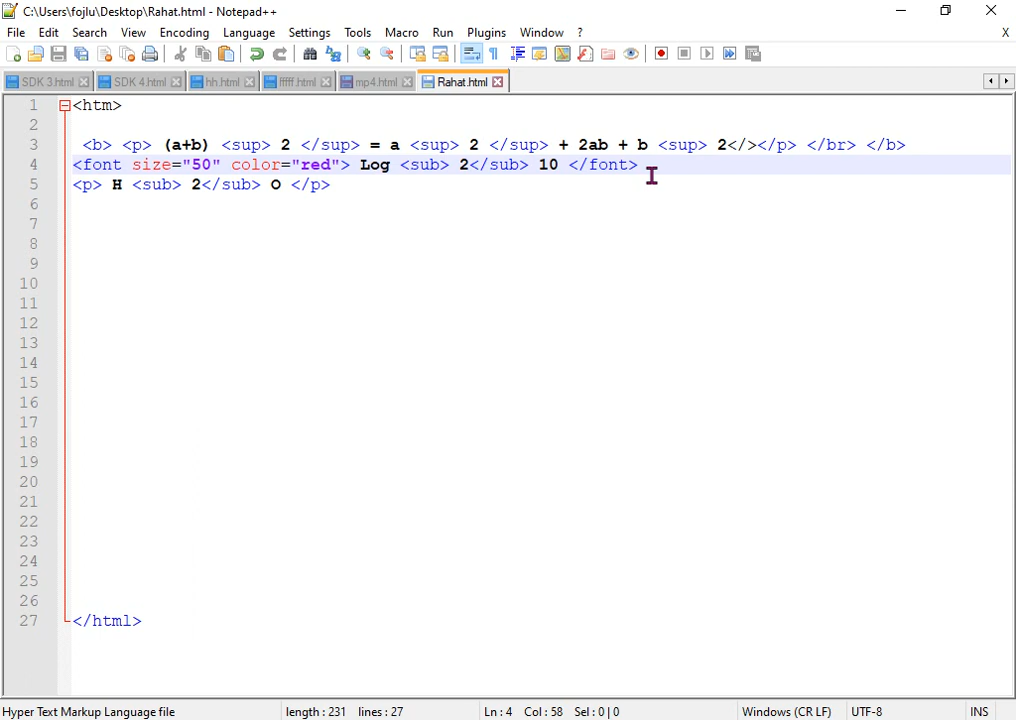 C:\Users\fojlu\Desktop\Rahat.html - Notepad++
File Edit Search View Encoding Language Settings Tools Macro Run Plugins Window ? X
SDK 3.html SDK 4.html hh.html fffff.html mp4.html Rahat.html
1 <htm>
2
3 <b> <p> (a+b) <sup> 2 </sup> = a <sup> 2 </sup> + 2ab + b <sup> 2</></p> </br> </b>
4 <font size="50" color="red"> Log <sub> 2</sub> 10 </font>
5 <p> H <sub> 2</sub> O </p>
6
7
8
9
10
11
12
13
14
15
16
17
18
19
20
21
22
23
24
25
26
27 </html>
Hyper Text Markup Language file length : 231 lines : 27 Ln : 4 Col : 58 Sel : 0 | 0 Windows (CR LF) UTF-8 INS